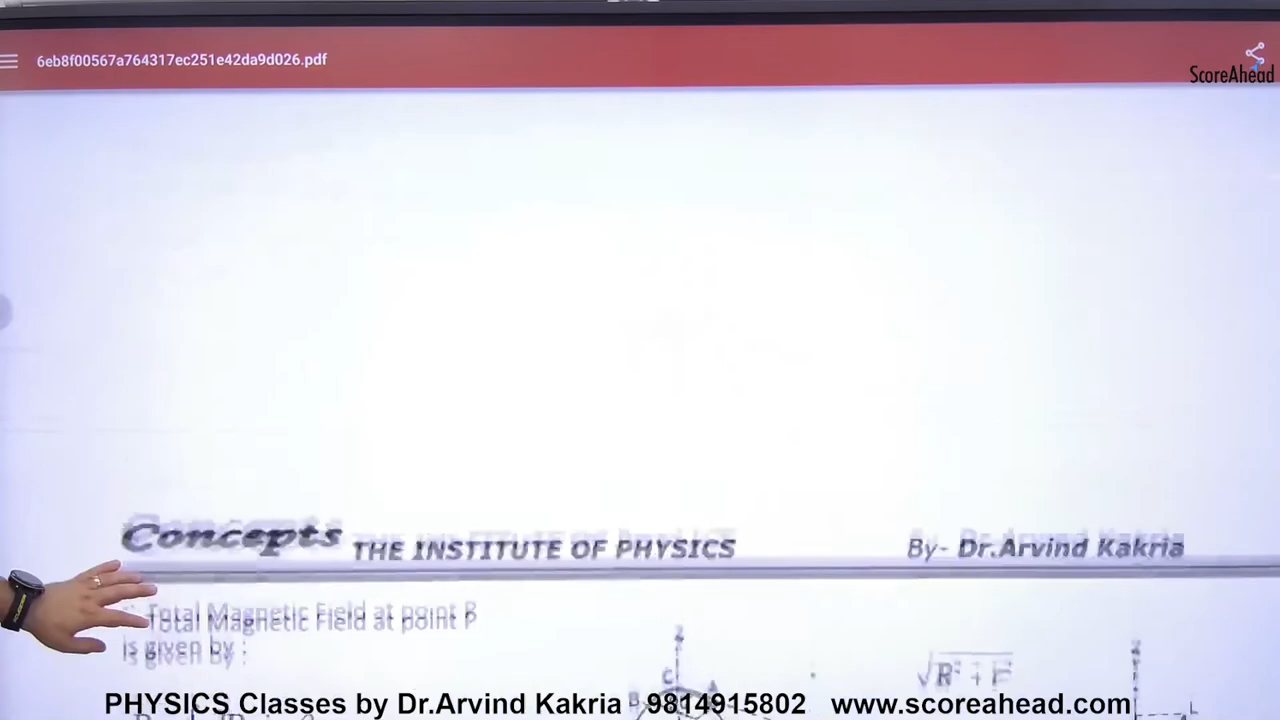 6eb8f00567a764317ec251e42da9d026.pdf
ScoreAhead
Concepts THE INSTITUTE OF PHYSICS By- Dr.Arvind Kakria
Total Magnetic Field at point P
is given by :
Z
C
B
A
Z
L
PHYSICS Classes by Dr.Arvind Kakria 9814915802 www.scoreahead.com